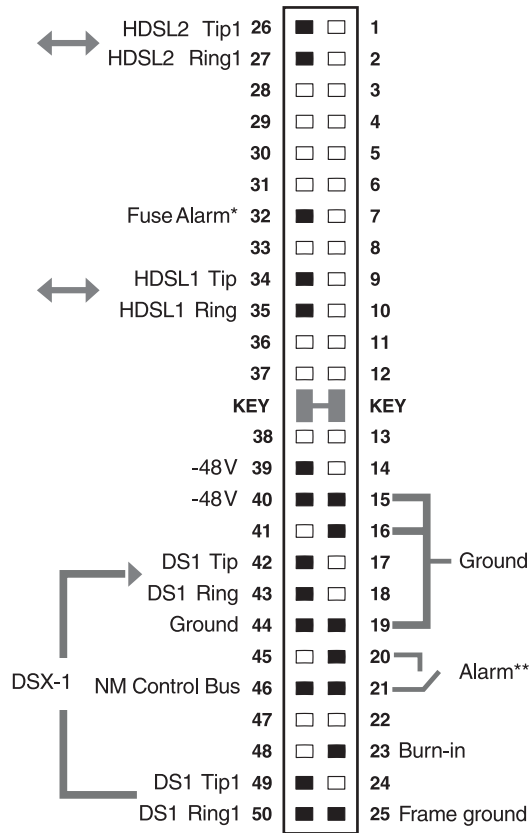 HDSL2 Tip1 26 1
HDSL2 Ring1 27 2
28 3
29 4
30 5
31 6
Fuse Alarm* 32 7
33 8
HDSL1 Tip 34 9
HDSL1 Ring 35 10
36 11
37 12
KEY KEY
38 13
-48V 39 14
-48V 40 15
41 16
DS1 Tip 42 17 Ground
DS1 Ring 43 18
Ground 44 19
45 20
DSX-1 NM Control Bus 46 21 Alarm**
47 22
48 23 Burn-in
DS1 Tip1 49 24
DS1 Ring1 50 25 Frame ground